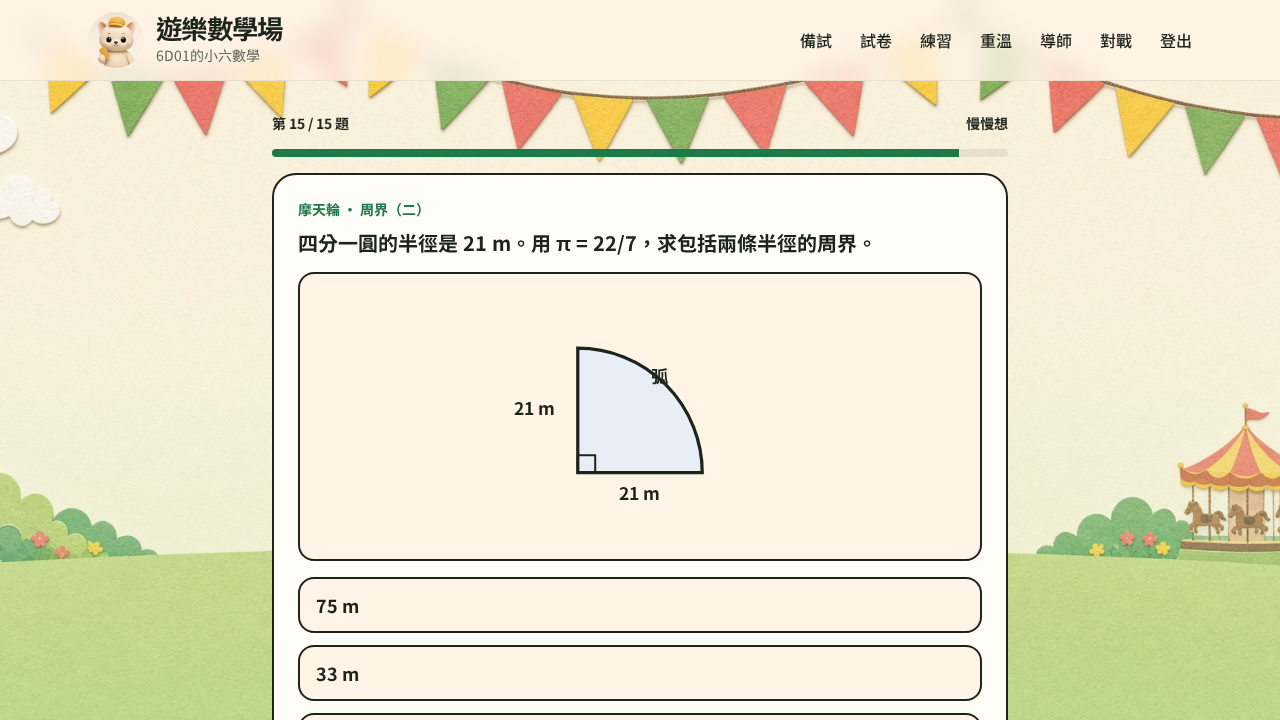 遊樂數學場
6D01的小六數學
備試 試卷 練習 重溫 導師 對戰 登出
第 15 / 15 題
慢慢想
摩天輪 · 周界（二）
四分一圓的半徑是 21 m。用 π = 22/7，求包括兩條半徑的周界。
弧
21 m
21 m
75 m
33 m